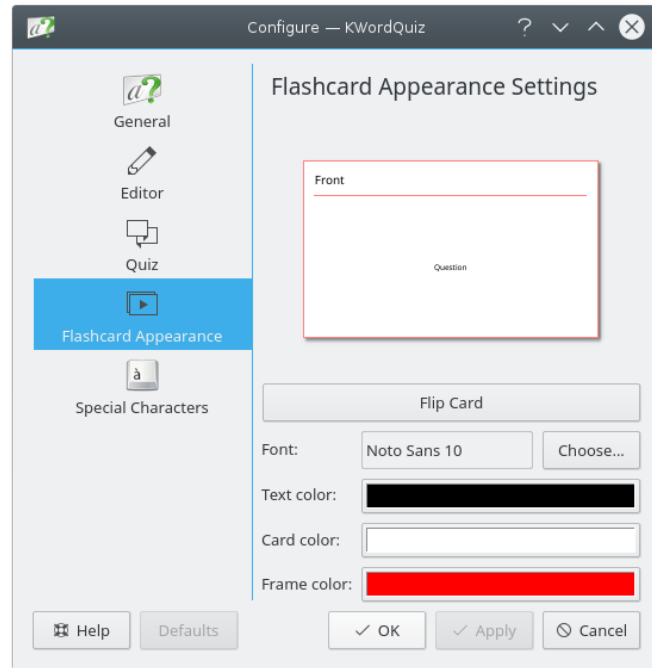 Configure — KWordQuiz
General
Editor
Quiz
Flashcard Appearance
Special Characters
Flashcard Appearance Settings
Front
Question
Flip Card
Font: Noto Sans 10 Choose...
Text color:
Card color:
Frame color:
Help Defaults OK Apply Cancel